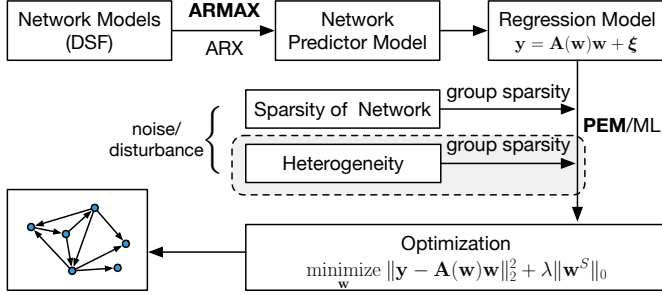 Network Models
(DSF)
ARMAX
ARX
Network
Predictor Model
Regression Model
y = A(w)w + ξ
Sparsity of Network
group sparsity
noise/
disturbance
PEM/ML
Heterogeneity
group sparsity
Optimization
minimize ‖y − A(w)w‖₂² + λ‖w^S‖₀
w